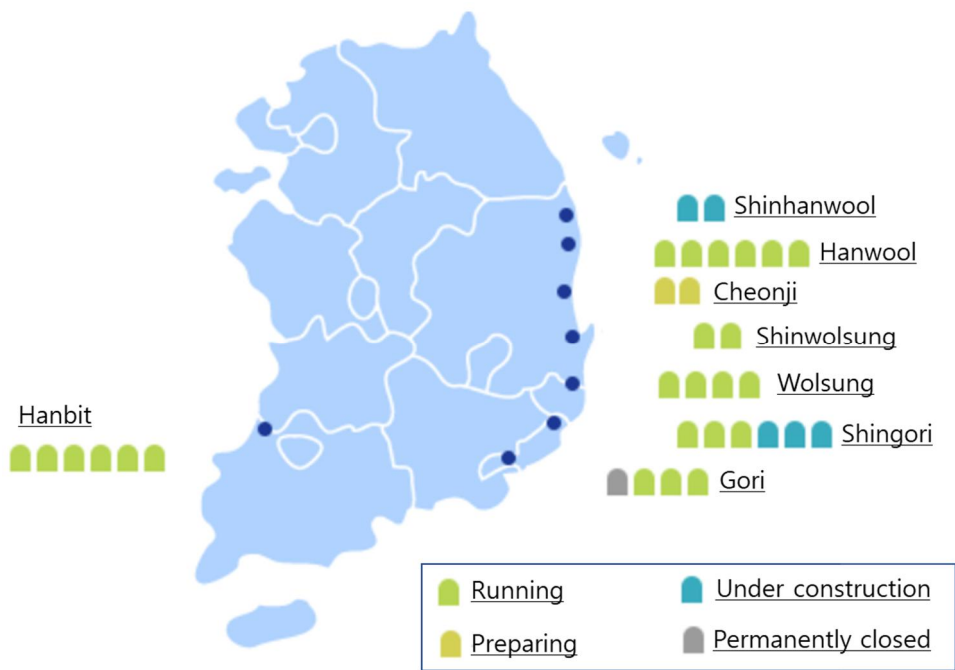 Shinhanwool
Hanwool
Cheonji
Shinwolsung
Wolsung
Hanbit
Shingori
Gori
Running
Under construction
Preparing
Permanently closed